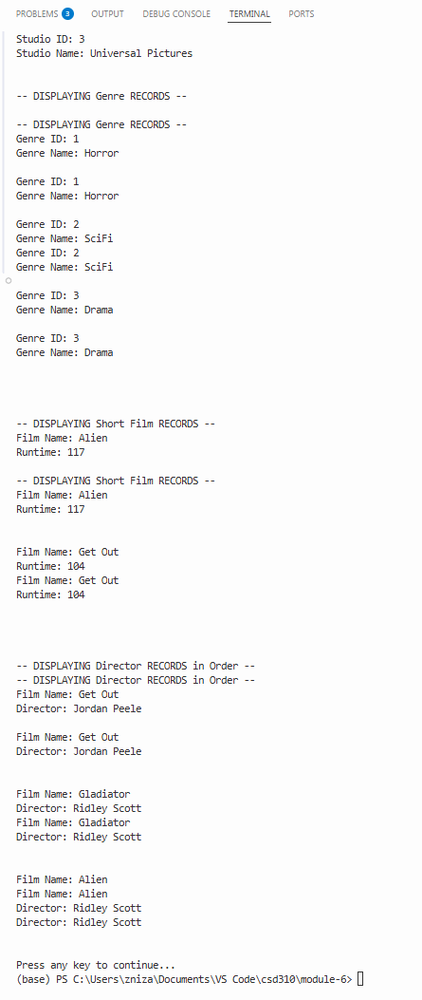 PROBLEMS 3 OUTPUT DEBUG CONSOLE TERMINAL PORTS
Studio ID: 3
Studio Name: Universal Pictures
-- DISPLAYING Genre RECORDS --
-- DISPLAYING Genre RECORDS --
Genre ID: 1
Genre Name: Horror
Genre ID: 1
Genre Name: Horror
Genre ID: 2
Genre Name: SciFi
Genre ID: 2
Genre Name: SciFi
Genre ID: 3
Genre Name: Drama
Genre ID: 3
Genre Name: Drama
-- DISPLAYING Short Film RECORDS --
Film Name: Alien
Runtime: 117
-- DISPLAYING Short Film RECORDS --
Film Name: Alien
Runtime: 117
Film Name: Get Out
Runtime: 104
Film Name: Get Out
Runtime: 104
-- DISPLAYING Director RECORDS in Order --
-- DISPLAYING Director RECORDS in Order --
Film Name: Get Out
Director: Jordan Peele
Film Name: Get Out
Director: Jordan Peele
Film Name: Gladiator
Director: Ridley Scott
Film Name: Gladiator
Director: Ridley Scott
Film Name: Alien
Film Name: Alien
Director: Ridley Scott
Director: Ridley Scott
Press any key to continue...
(base) PS C:\Users\zniza\Documents\VS Code\csd310\module-6>